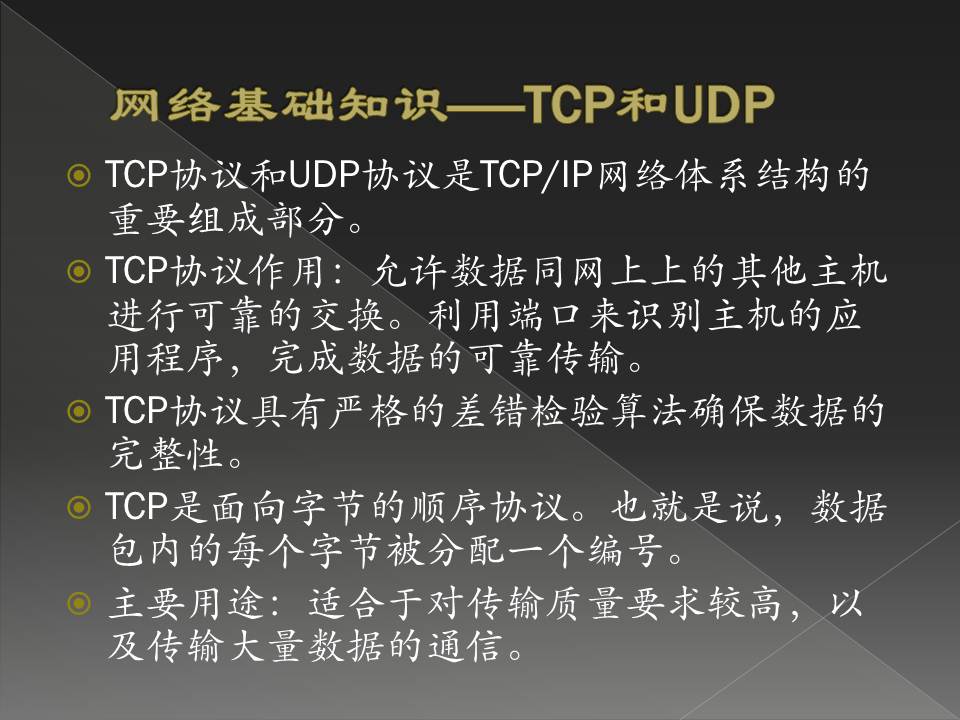 网络基础知识——TCP和UDP
TCP协议和UDP协议是TCP/IP网络体系结构的
重要组成部分。
TCP协议作用：允许数据同网上上的其他主机
进行可靠的交换。利用端口来识别主机的应
用程序，完成数据的可靠传输。
TCP协议具有严格的差错检验算法确保数据的
完整性。
TCP是面向字节的顺序协议。也就是说，数据
包内的每个字节被分配一个编号。
主要用途：适合于对传输质量要求较高，以
及传输大量数据的通信。